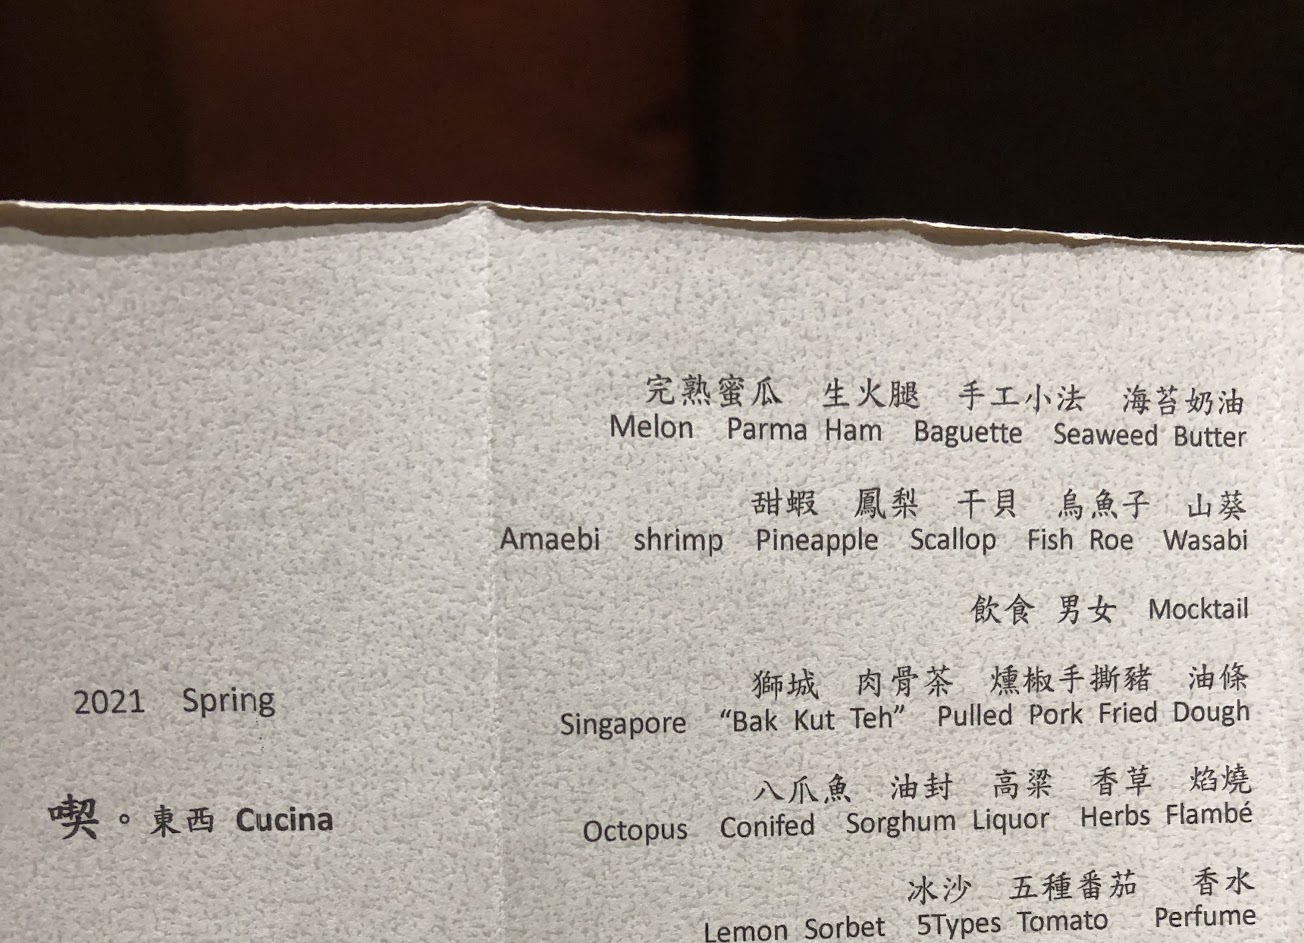 2021 Spring
喫。東西 Cucina
完熟蜜瓜 生火腿 手工小法 海苔奶油
Melon Parma Ham Baguette Seaweed Butter
甜蝦 鳳梨 干貝 烏魚子 山葵
Amaebi shrimp Pineapple Scallop Fish Roe Wasabi
飲食 男女 Mocktail
獅城 肉骨茶 燻椒手撕豬 油條
Singapore “Bak Kut Teh” Pulled Pork Fried Dough
八爪魚 油封 高粱 香草 焰燒
Octopus Conifed Sorghum Liquor Herbs Flambé
冰沙 五種番茄 香水
Lemon Sorbet 5Types Tomato Perfume